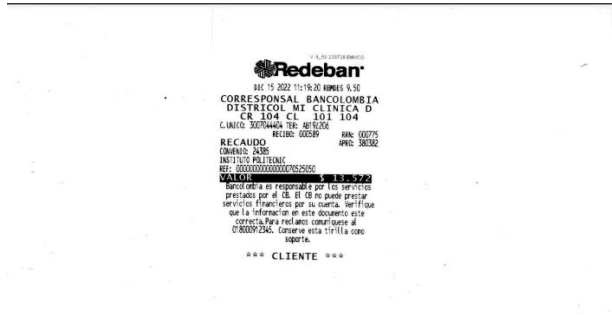 Redeban
DIC 15 2022 11:19:20 RBMDES 9.50
CORRESPONSAL BANCOLOMBIA
DISTRICOL MI CLINICA D
CR 104 CL 101 104
C.UNICO: 3007044404 TER: AB192206
RECIBO: 000589 RRN: 000775
RECAUDO APRO: 380382
CONVENIO: 24385
INSTITUTO POLITECNIC
VALOR $ 13.572
Bancolombia es responsable por los servicios
prestados por el CB. El CB no puede prestar
servicios financieros por su cuenta. Verifique
que la informacion en este documento este
correcta.Para reclamos comuniquese al
018000912345. Conserve esta tirilla como
soporte.
*** CLIENTE ***